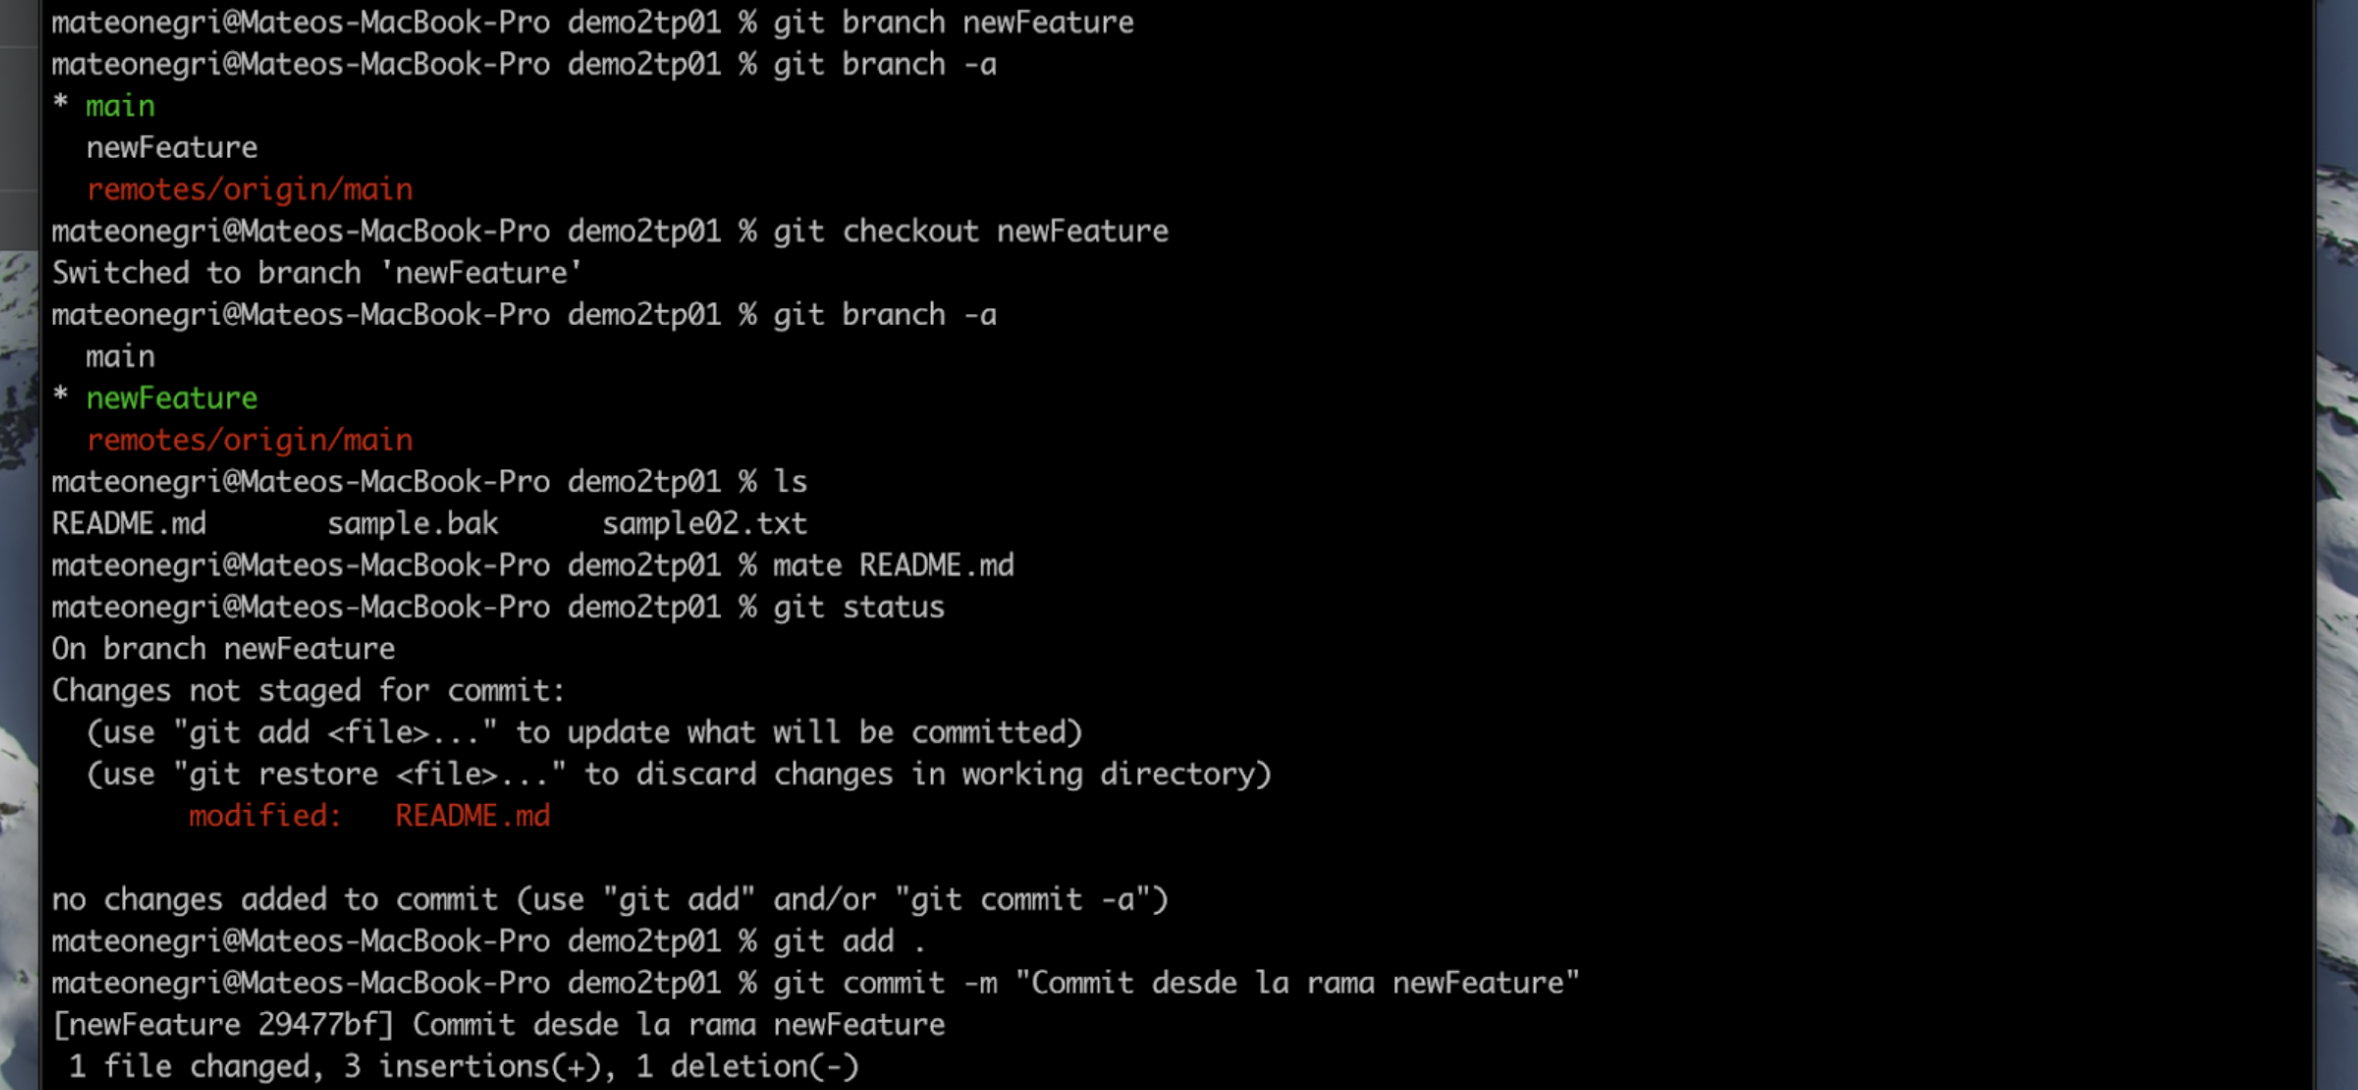 mateonegri@Mateos-MacBook-Pro demo2tp01 % git branch newFeature
mateonegri@Mateos-MacBook-Pro demo2tp01 % git branch -a
* main
  newFeature
  remotes/origin/main
mateonegri@Mateos-MacBook-Pro demo2tp01 % git checkout newFeature
Switched to branch 'newFeature'
mateonegri@Mateos-MacBook-Pro demo2tp01 % git branch -a
  main
* newFeature
  remotes/origin/main
mateonegri@Mateos-MacBook-Pro demo2tp01 % ls
README.md       sample.bak      sample02.txt
mateonegri@Mateos-MacBook-Pro demo2tp01 % mate README.md
mateonegri@Mateos-MacBook-Pro demo2tp01 % git status
On branch newFeature
Changes not staged for commit:
  (use "git add <file>..." to update what will be committed)
  (use "git restore <file>..." to discard changes in working directory)
        modified:   README.md
no changes added to commit (use "git add" and/or "git commit -a")
mateonegri@Mateos-MacBook-Pro demo2tp01 % git add .
mateonegri@Mateos-MacBook-Pro demo2tp01 % git commit -m "Commit desde la rama newFeature"
[newFeature 29477bf] Commit desde la rama newFeature
 1 file changed, 3 insertions(+), 1 deletion(-)